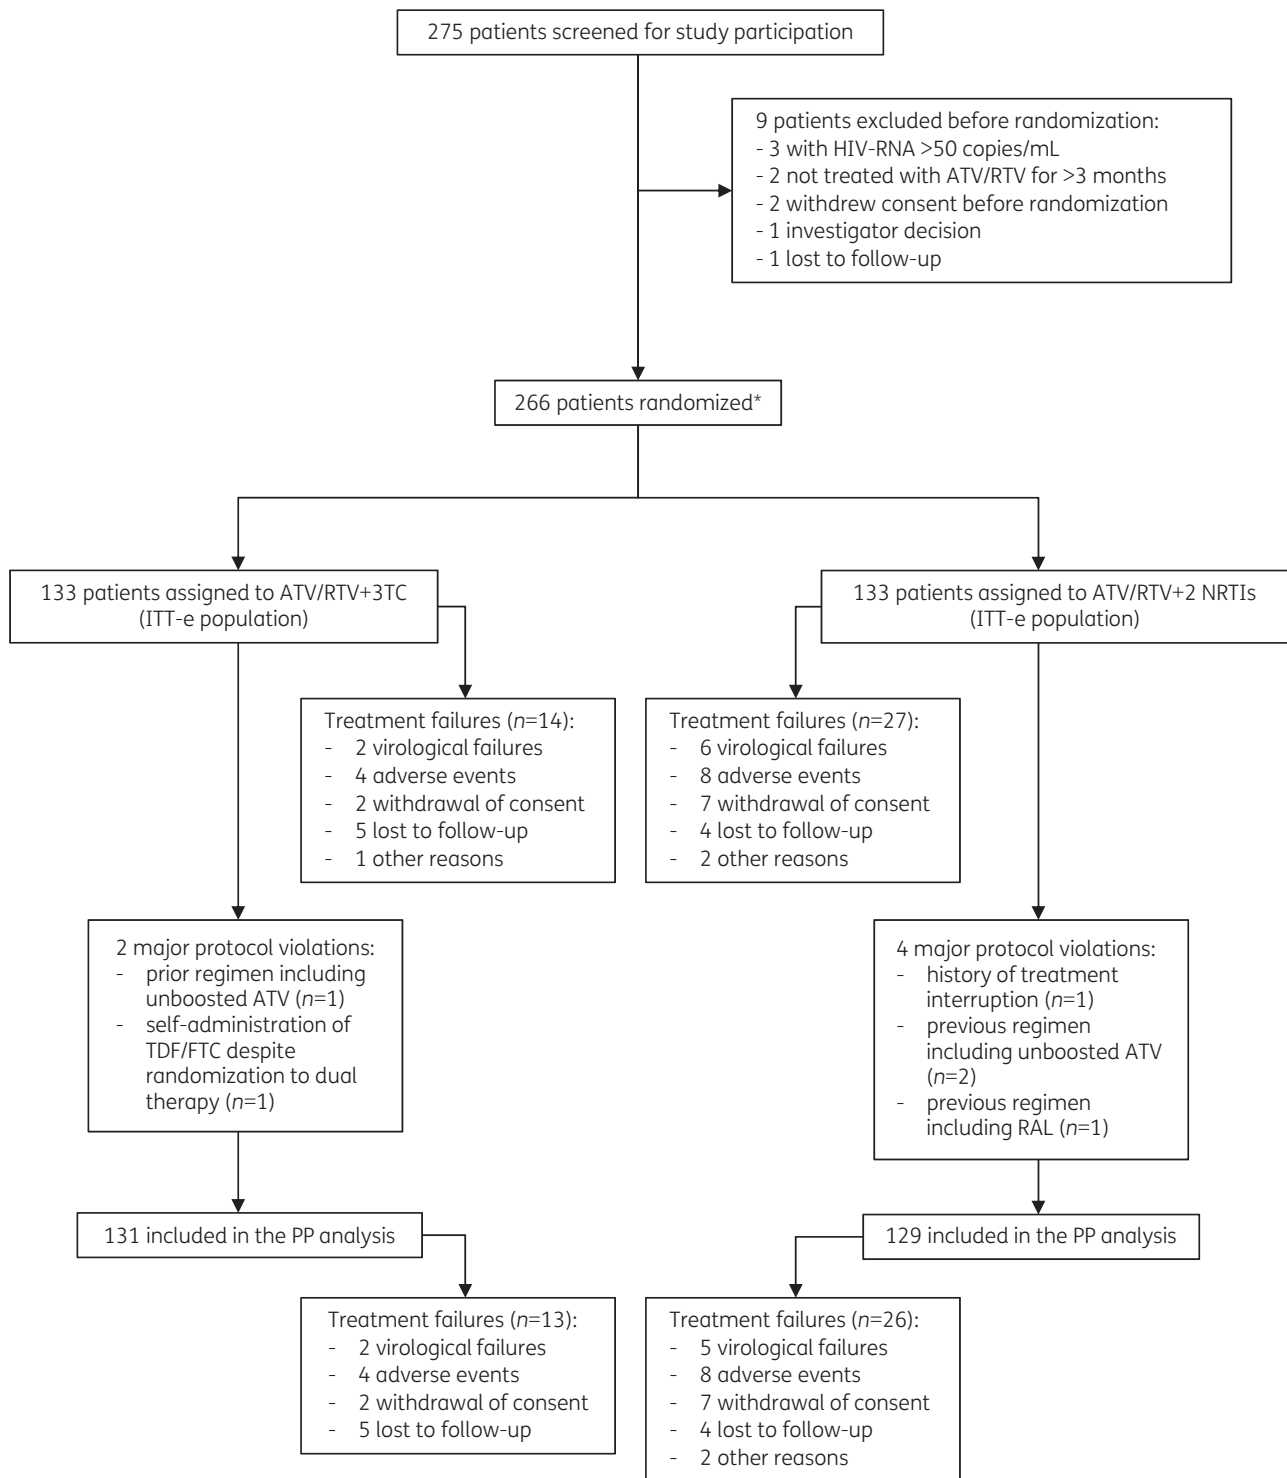 275 patients screened for study participation
9 patients excluded before randomization:
- 3 with HIV-RNA >50 copies/mL
- 2 not treated with ATV/RTV for >3 months
- 2 withdrew consent before randomization
- 1 investigator decision
- 1 lost to follow-up
266 patients randomized*
133 patients assigned to ATV/RTV+3TC
(ITT-e population)
133 patients assigned to ATV/RTV+2 NRTIs
(ITT-e population)
Treatment failures (n=14):
- 2 virological failures
- 4 adverse events
- 2 withdrawal of consent
- 5 lost to follow-up
- 1 other reasons
Treatment failures (n=27):
- 6 virological failures
- 8 adverse events
- 7 withdrawal of consent
- 4 lost to follow-up
- 2 other reasons
2 major protocol violations:
- prior regimen including
unboosted ATV (n=1)
- self-administration of
TDF/FTC despite
randomization to dual
therapy (n=1)
4 major protocol violations:
- history of treatment
interruption (n=1)
- previous regimen
including unboosted ATV
(n=2)
- previous regimen
including RAL (n=1)
131 included in the PP analysis
129 included in the PP analysis
Treatment failures (n=13):
- 2 virological failures
- 4 adverse events
- 2 withdrawal of consent
- 5 lost to follow-up
Treatment failures (n=26):
- 5 virological failures
- 8 adverse events
- 7 withdrawal of consent
- 4 lost to follow-up
- 2 other reasons